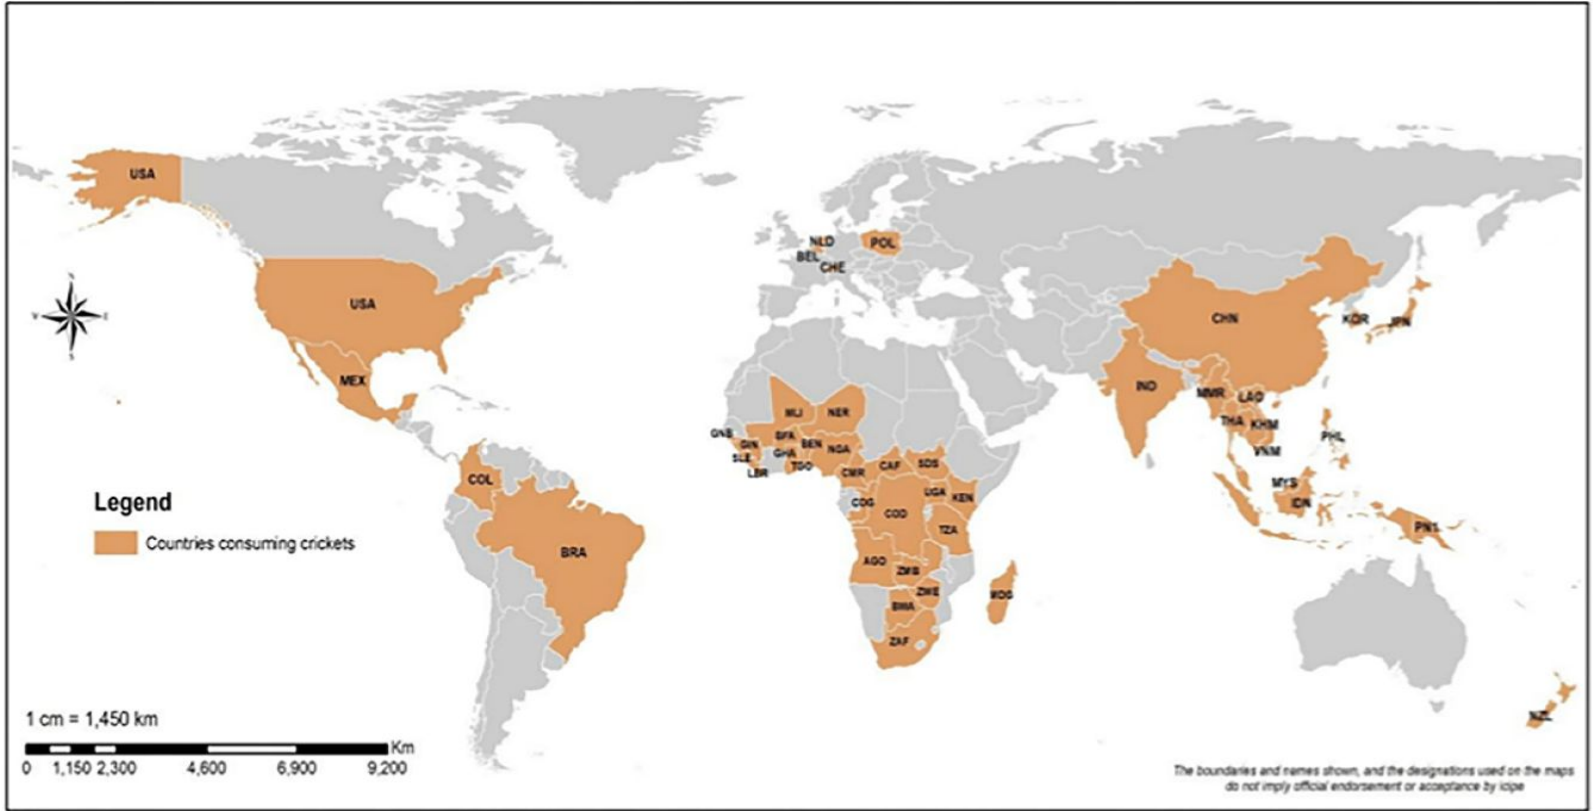 USA
USA
MEX
COL
BRA
NLD
POL
BEL
CHE
MLI
NER
GNB
GIN
BFA
BEN
NGA
SLE
GHA
TGO
LBR
CMR
CAF
SDS
COG
COD
UGA
KEN
TZA
AGO
ZMB
ZWE
BWA
MDG
ZAF
CHN
KOR
JPN
IND
MMR
LAO
THA
KHM
VNM
PHL
MYS
IDN
PN1
NZL
N
S
E
Legend
Countries consuming crickets
1 cm = 1,450 km
Km
0 1,150 2,300 4,600 6,900 9,200
The boundaries and names shown, and the designations used on the maps
do not imply official endorsement or acceptance by icipe